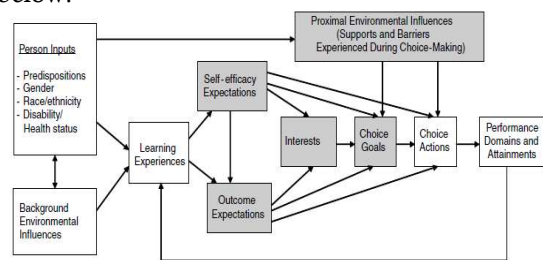 below.
Person Inputs
- Predispositions
- Gender
- Race/ethnicity
- Disability/
Health status
Background
Environmental
Influences
Learning
Experiences
Self-efficacy
Expectations
Outcome
Expectations
Interests
Proximal Environmental Influences
(Supports and Barriers
Experienced During Choice-Making)
Choice
Goals
Choice
Actions
Performance
Domains and
Attainments